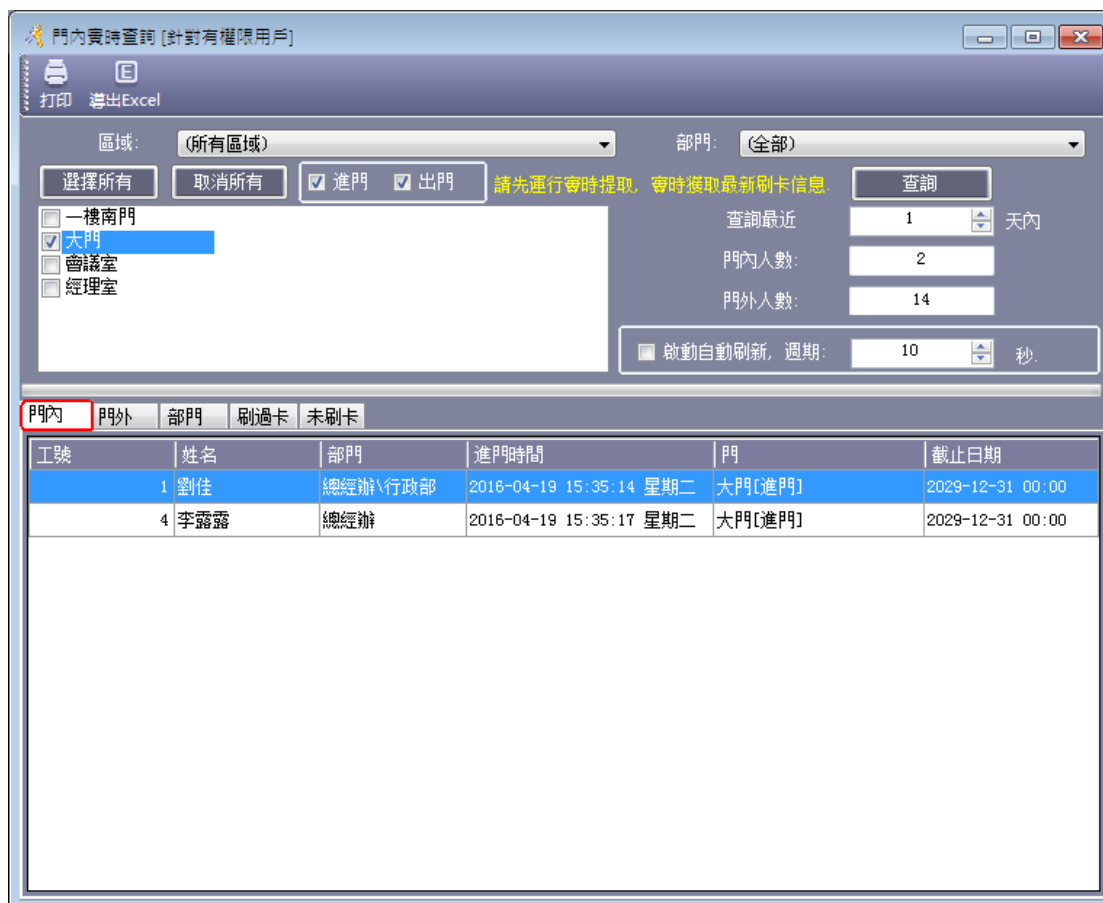 門內實時查詢 [針對有權限用戶]
E
打印 導出Excel
區域: (所有區域) 部門: (全部)
選擇所有 取消所有 進門 出門 請先運行實時提取, 實時獲取最新刷卡信息. 查詢
一樓南門
大門
會議室
經理室
查詢最近 1 天內
門內人數: 2
門外人數: 14
啟動自動刷新, 週期: 10 秒.
門內 門外 部門 刷過卡 未刷卡
工號 姓名 部門 進門時間 門 截止日期
1 劉佳 總經辦\行政部 2016-04-19 15:35:14 星期二 大門[進門] 2029-12-31 00:00
4 李露露 總經辦 2016-04-19 15:35:17 星期二 大門[進門] 2029-12-31 00:00